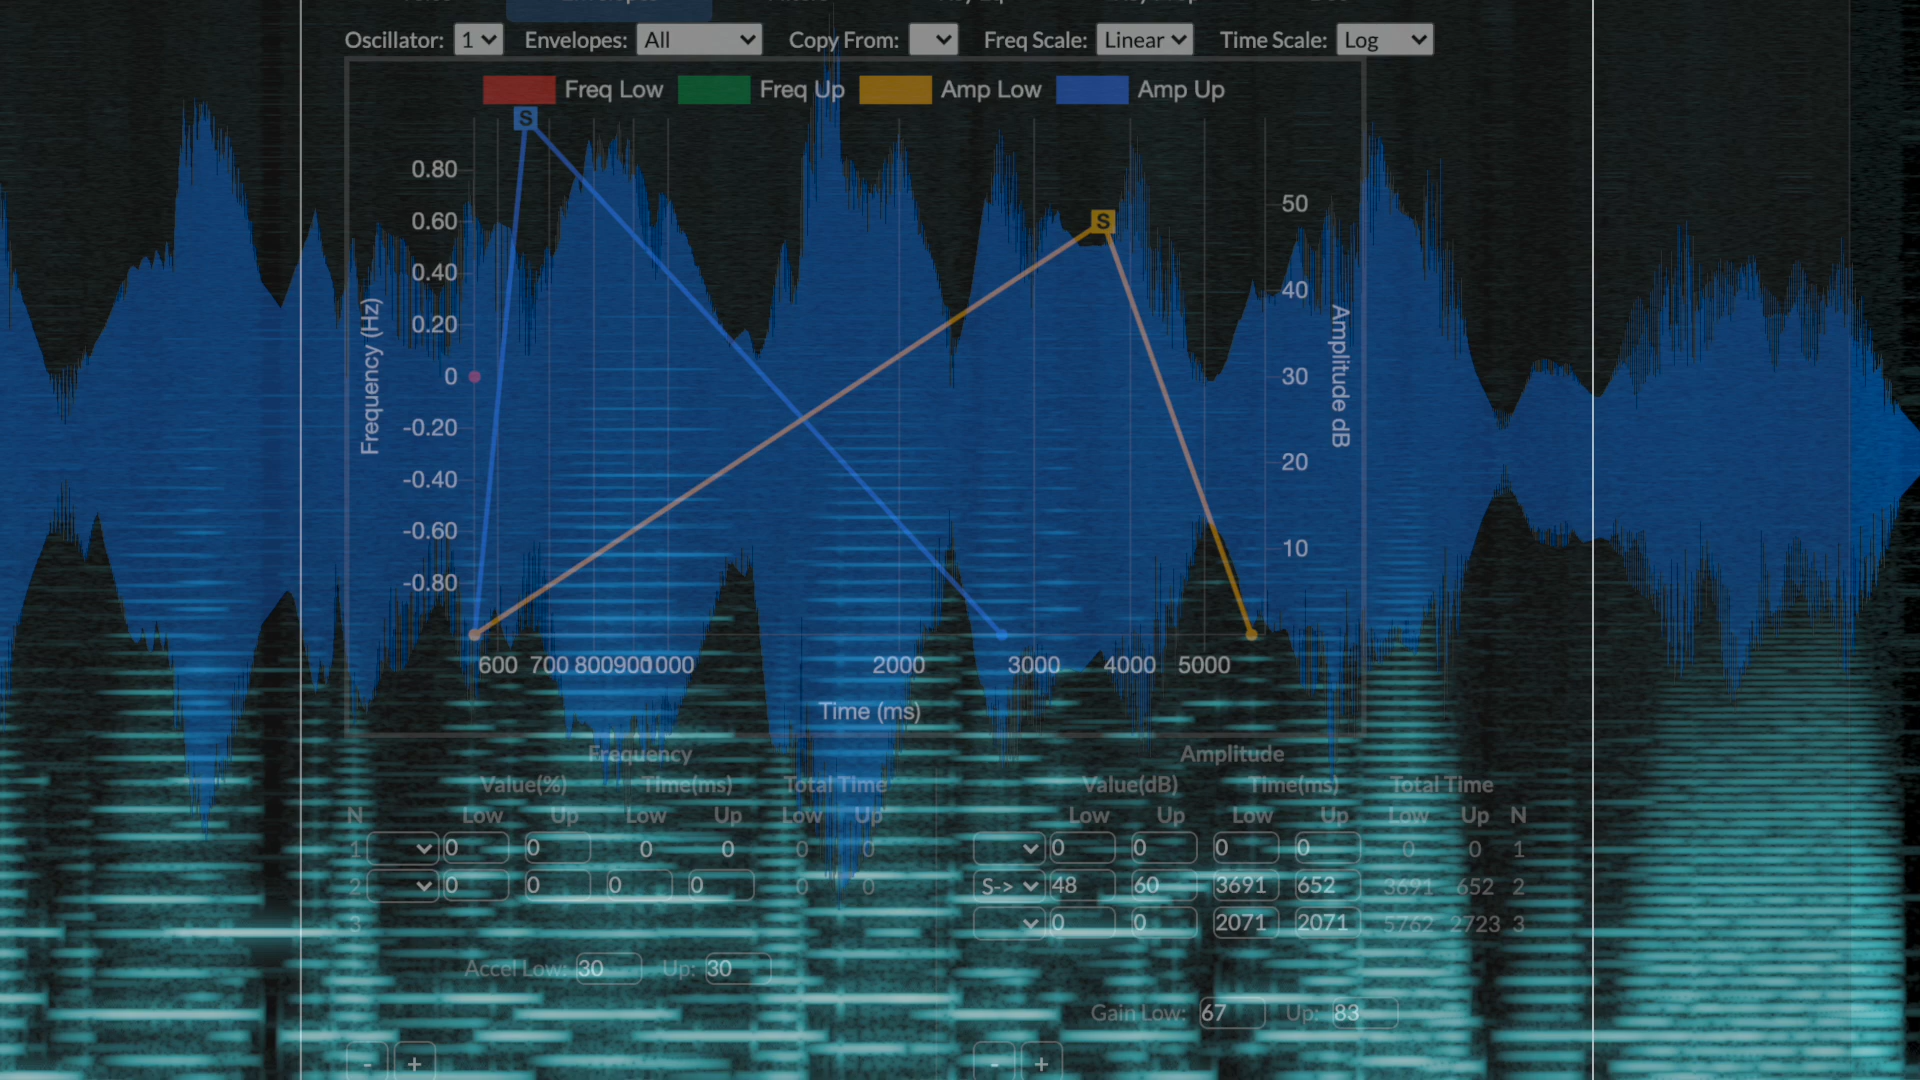 Envelopes
Oscillator: 1 Envelopes: All Copy From: Freq Scale: Linear Time Scale: Log
Freq Low Freq Up Amp Low Amp Up
S
S
0.80
0.60
0.40
0.20
0
-0.20
-0.40
-0.60
-0.80
Frequency (Hz)
50
40
30
20
10
Amplitude dB
600 700 800 900 1000 2000 3000 4000 5000
Time (ms)
Frequency Amplitude
Value(%) Time(ms) Total Time Value(dB) Time(ms) Total Time
N Low Up Low Up Low Up Low Up Low Up Low Up N
1 0 0 0 0 0 0 0 0 0 0 0 0 1
2 0 0 0 0 0 0 S-> 48 60 3691 652 3691 652 2
3 0 0 2071 2071 5762 2723 3
Accel Low: 30 Up: 30
Gain Low: 67 Up: 83
- + - +